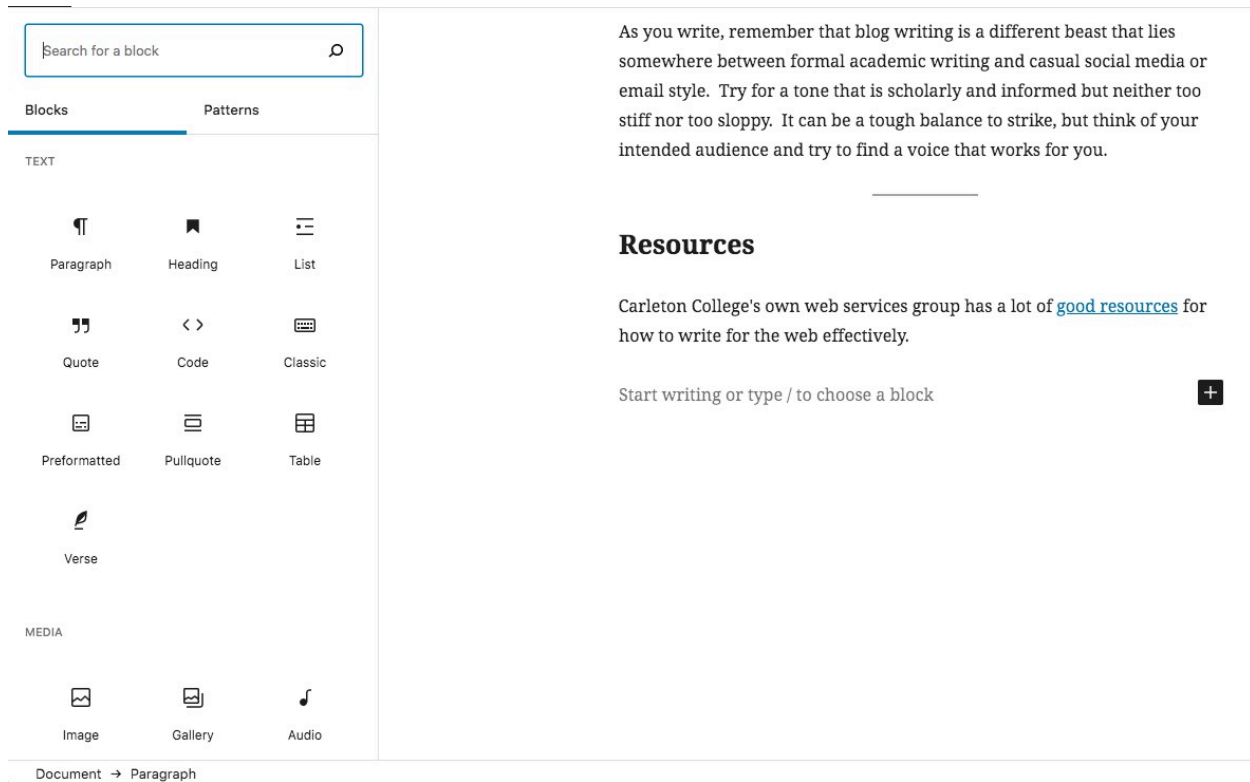 Search for a block
Blocks Patterns
TEXT
Paragraph Heading List
Quote Code Classic
Preformatted Pullquote Table
Verse
MEDIA
Image Gallery Audio
Document → Paragraph
As you write, remember that blog writing is a different beast that lies
somewhere between formal academic writing and casual social media or
email style.  Try for a tone that is scholarly and informed but neither too
stiff nor too sloppy.  It can be a tough balance to strike, but think of your
intended audience and try to find a voice that works for you.
Resources
Carleton College's own web services group has a lot of good resources for
how to write for the web effectively.
Start writing or type / to choose a block